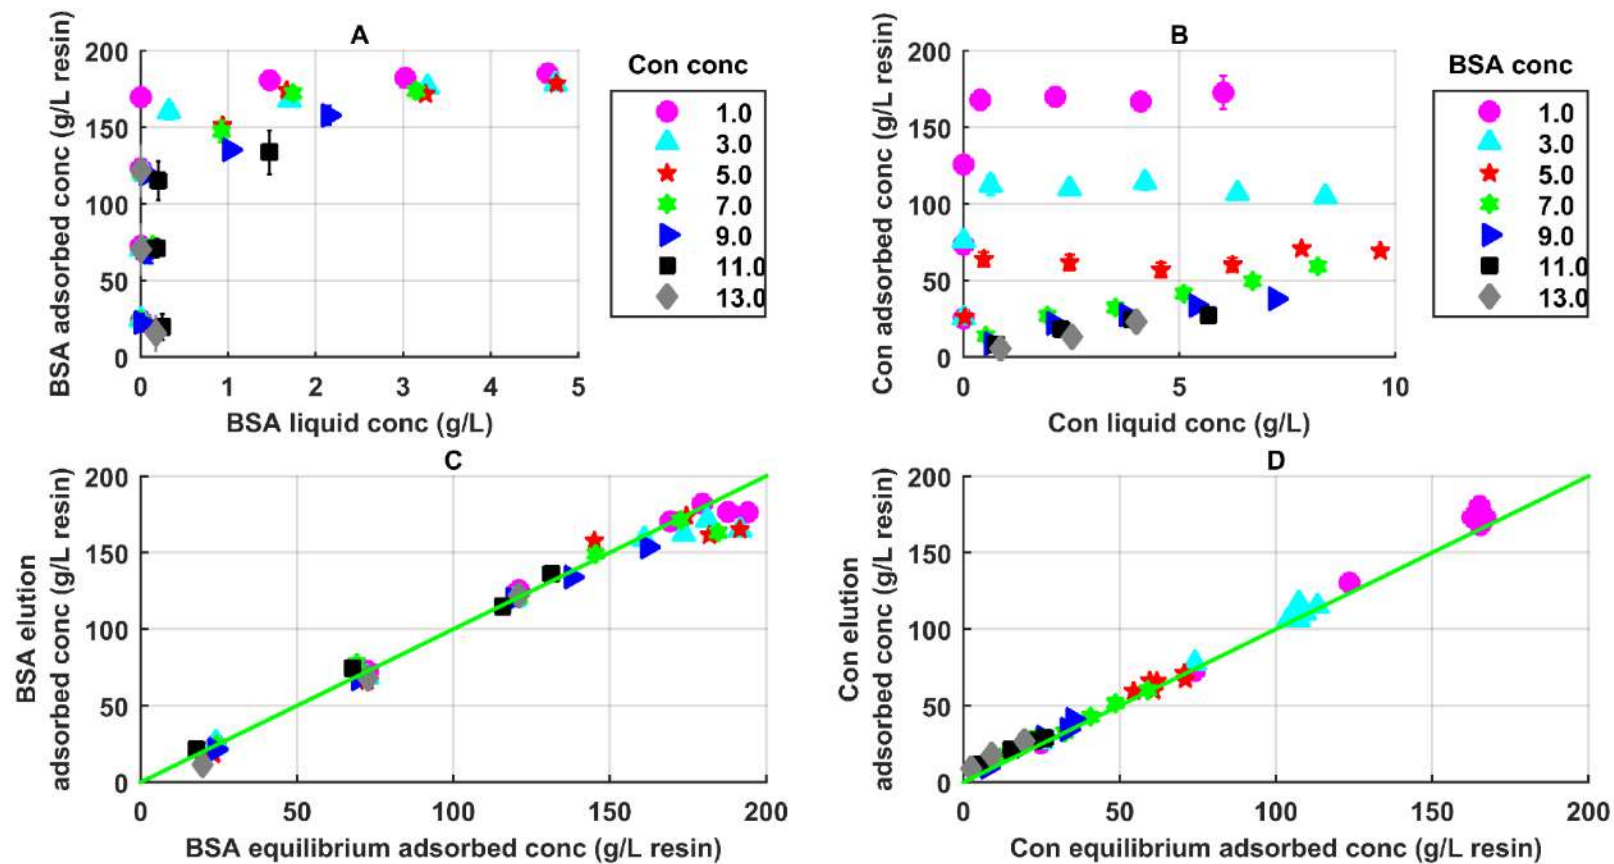 A
BSA adsorbed conc (g/L resin)
200
150
100
50
0
0 1 2 3 4 5
BSA liquid conc (g/L)
Con conc
1.0
3.0
5.0
7.0
9.0
11.0
13.0
B
Con adsorbed conc (g/L resin)
200
150
100
50
0
0 5 10
Con liquid conc (g/L)
BSA conc
1.0
3.0
5.0
7.0
9.0
11.0
13.0
C
BSA elution
adsorbed conc (g/L resin)
200
150
100
50
0
0 50 100 150 200
BSA equilibrium adsorbed conc (g/L resin)
D
Con elution
adsorbed conc (g/L resin)
200
150
100
50
0
0 50 100 150 200
Con equilibrium adsorbed conc (g/L resin)